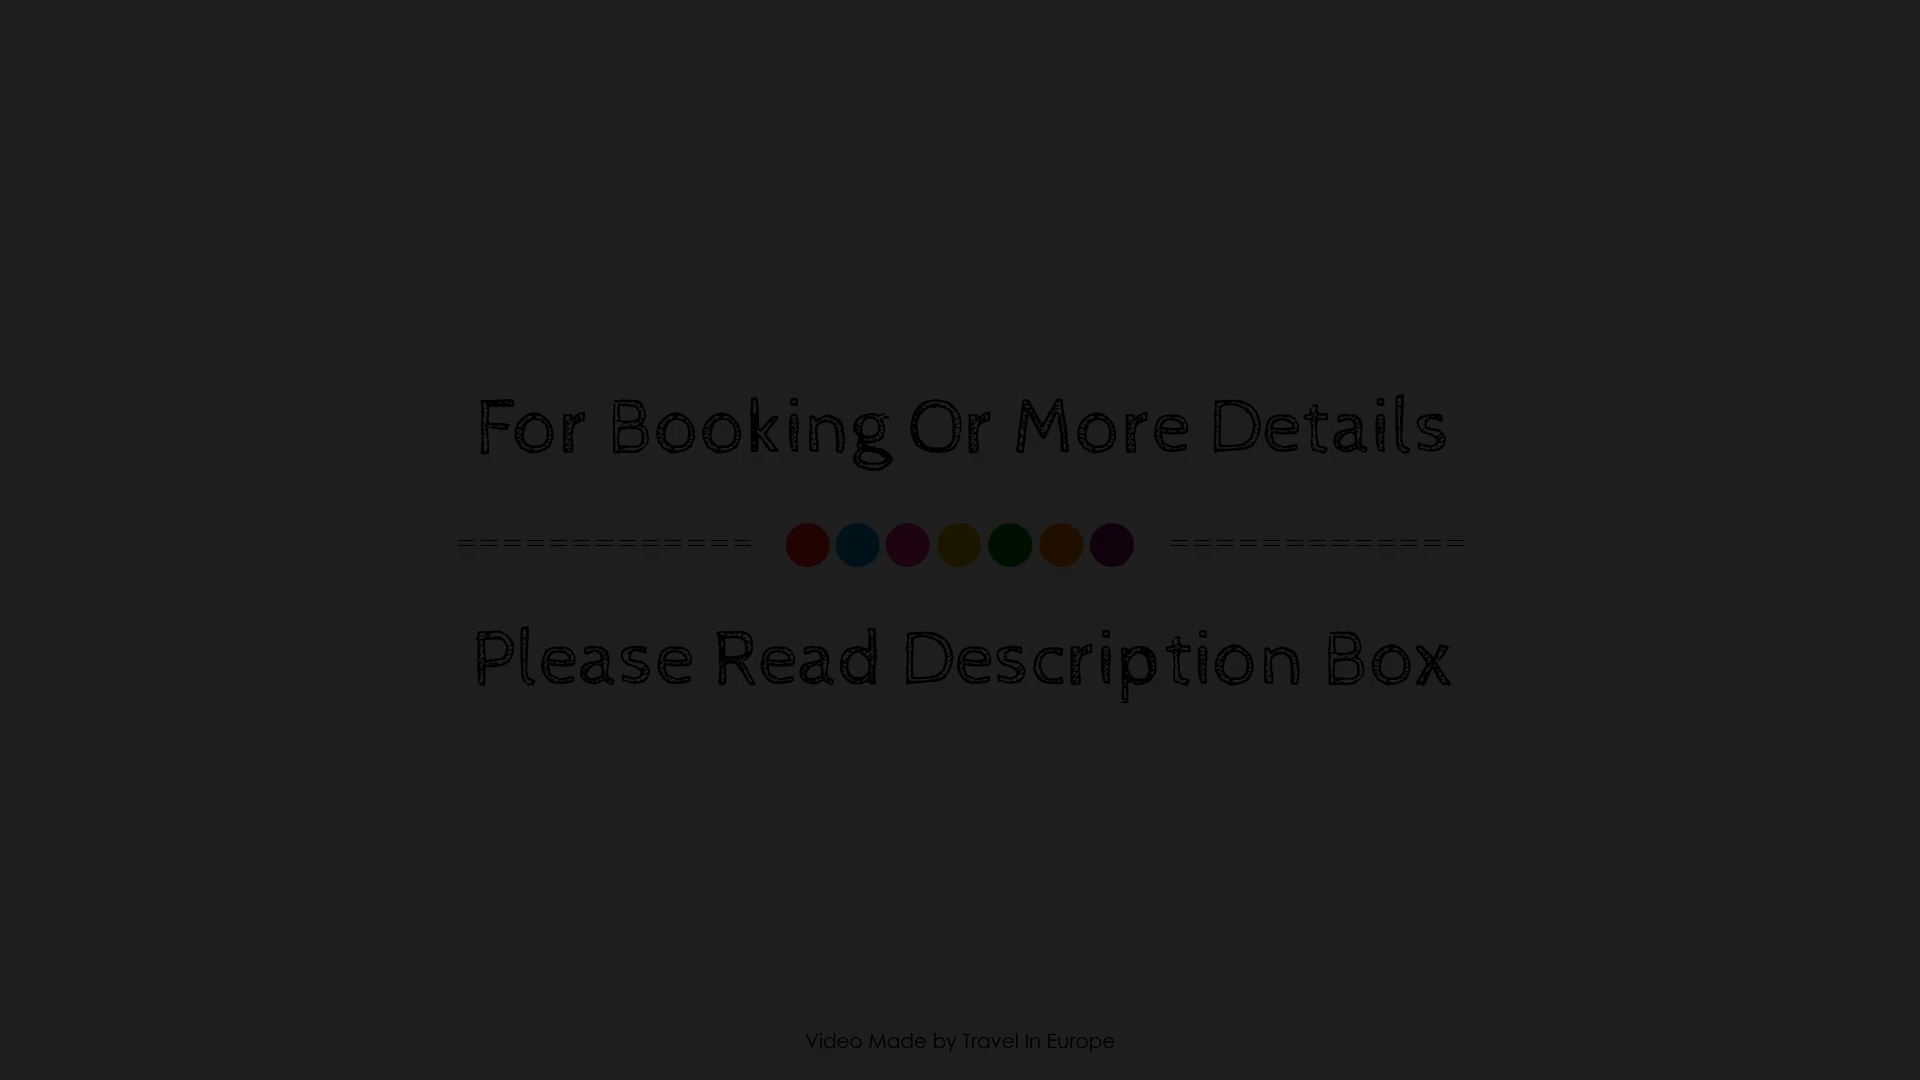 For Booking Or More Details
============= =============
Please Read Description Box
Video Made by Travel In Europe